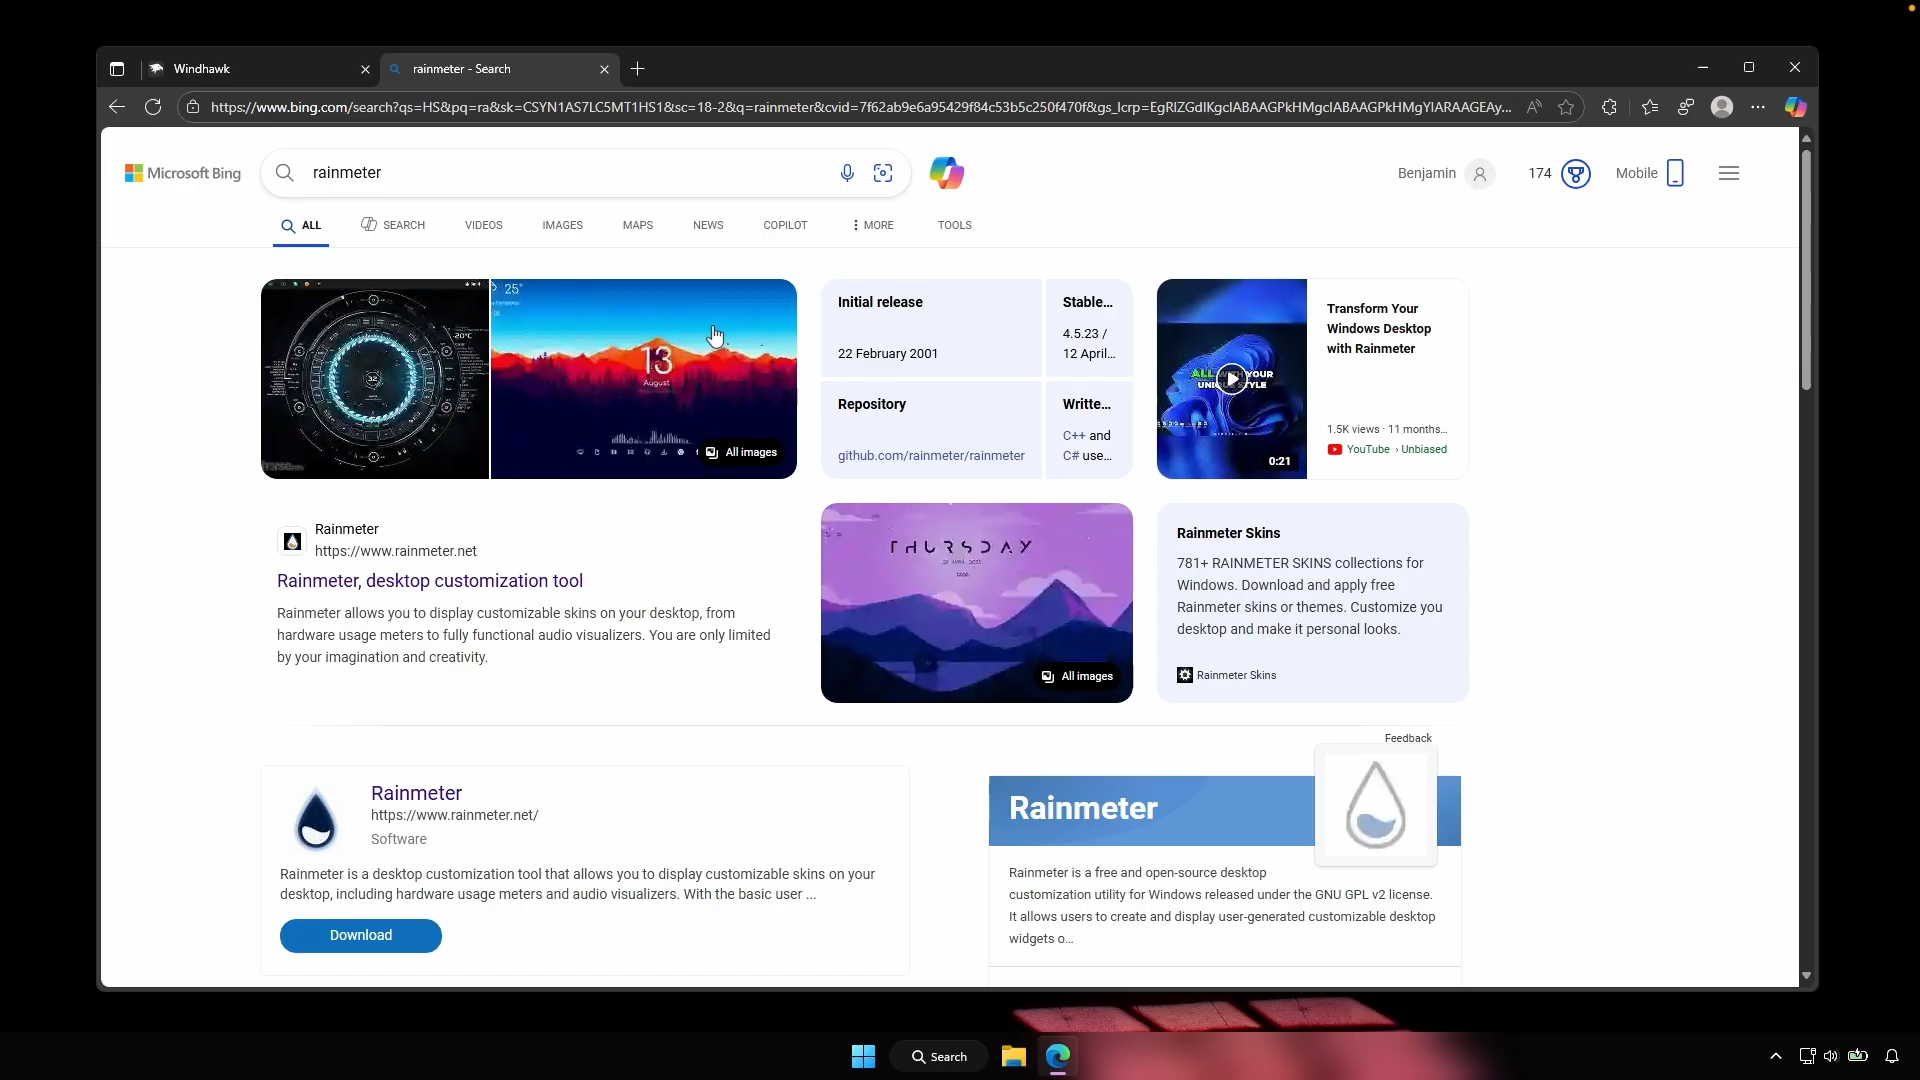 Windhawk
rainmeter - Search
https://www.bing.com/search?qs=HS&pq=ra&sk=CSYN1AS7LC5MT1HS1&sc=18-2&q=rainmeter&cvid=7f62ab9e6a95429f84c53b5c250f470f&gs_lcrp=EgRlZGdlKgclABAAGPkHMgclABAAGPkHMgYIARAAGEAy...
Microsoft Bing
rainmeter
Benjamin
174
Mobile
ALL
SEARCH
VIDEOS
IMAGES
MAPS
NEWS
COPILOT
MORE
TOOLS
25°
13
August
All images
Initial release
22 February 2001
Stable...
4.5.23 /
12 April...
Repository
github.com/rainmeter/rainmeter
Writte...
C++ and
C# use...
ALL WITH YOUR
UNIQUE STYLE
0:21
Transform Your
Windows Desktop
with Rainmeter
1.5K views · 11 months...
YouTube › Unbiased
Rainmeter
https://www.rainmeter.net
Rainmeter, desktop customization tool
Rainmeter allows you to display customizable skins on your desktop, from
hardware usage meters to fully functional audio visualizers. You are only limited
by your imagination and creativity.
THURSDAY
All images
Rainmeter Skins
781+ RAINMETER SKINS collections for
Windows. Download and apply free
Rainmeter skins or themes. Customize you
desktop and make it personal looks.
Rainmeter Skins
Feedback
Rainmeter
https://www.rainmeter.net/
Software
Rainmeter is a desktop customization tool that allows you to display customizable skins on your
desktop, including hardware usage meters and audio visualizers. With the basic user ...
Download
Rainmeter
Rainmeter is a free and open-source desktop
customization utility for Windows released under the GNU GPL v2 license.
It allows users to create and display user-generated customizable desktop
widgets o...
Search